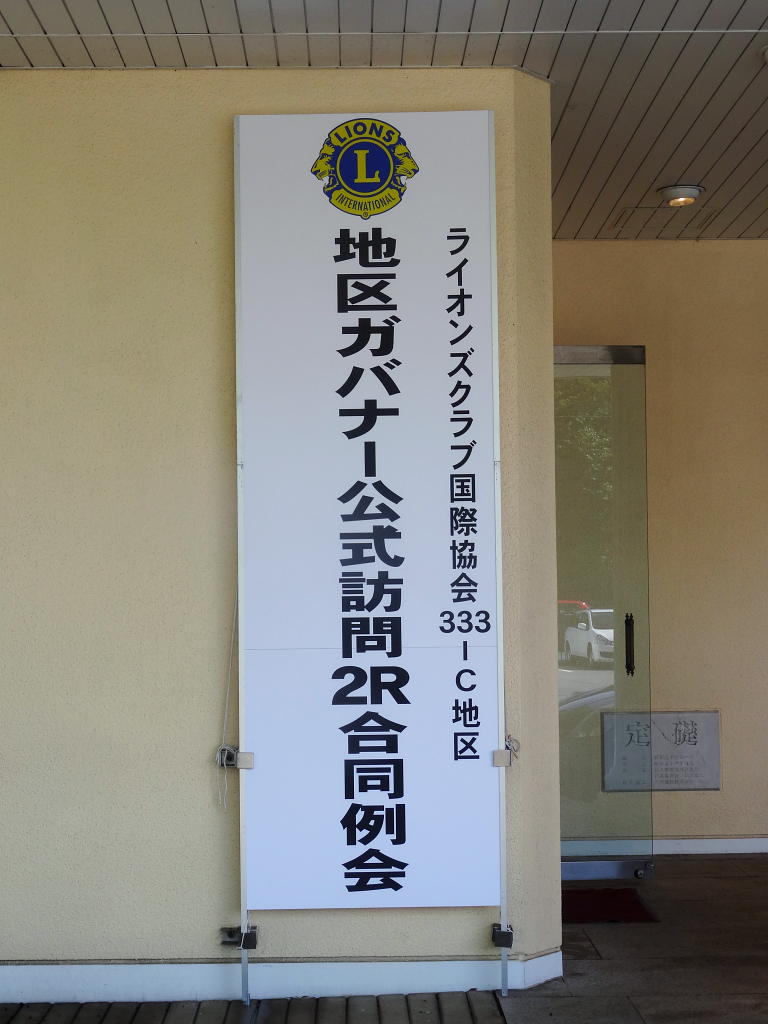 LIONS
L
INTERNATIONAL
ライオンズクラブ国際協会333-C地区
地区ガバナー公式訪問2R合同例会
定礎